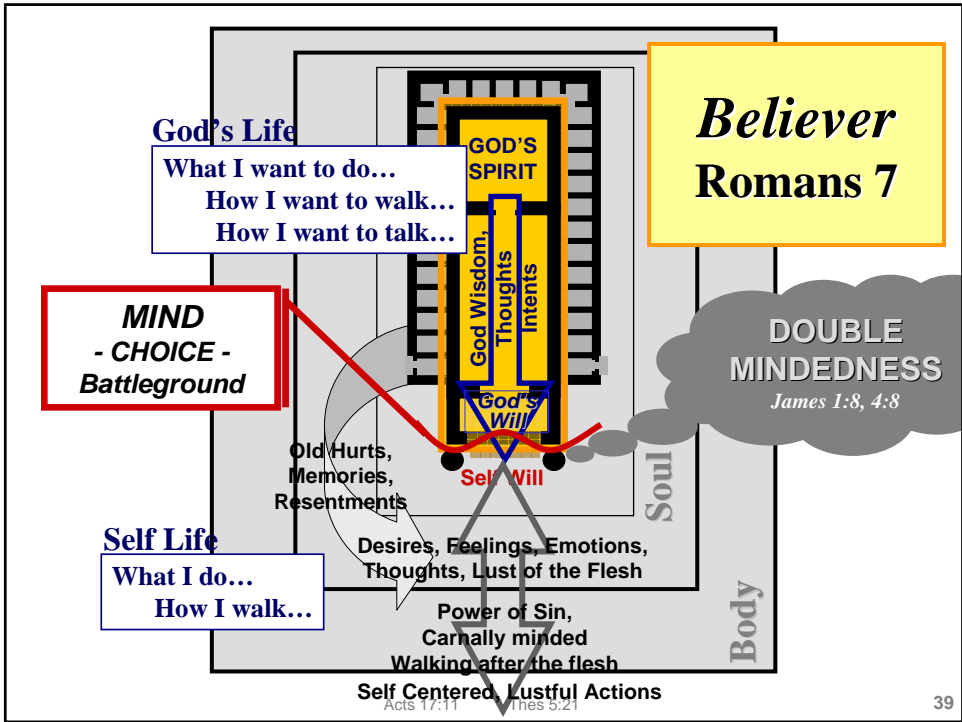 Believer
Romans 7
God's Life
What I want to do…
How I want to walk…
How I want to talk…
GOD'S
SPIRIT
God Wisdom,
Thoughts
Intents
MIND
- CHOICE -
Battleground
DOUBLE
MINDEDNESS
James 1:8, 4:8
God's
Will
Self Will
Old Hurts,
Memories,
Resentments
Soul
Self Life
What I do…
How I walk…
Desires, Feelings, Emotions,
Thoughts, Lust of the Flesh
Body
Power of Sin,
Carnally minded
Walking after the flesh
Self Centered, Lustful Actions
Acts 17:11 Thes 5:21
39